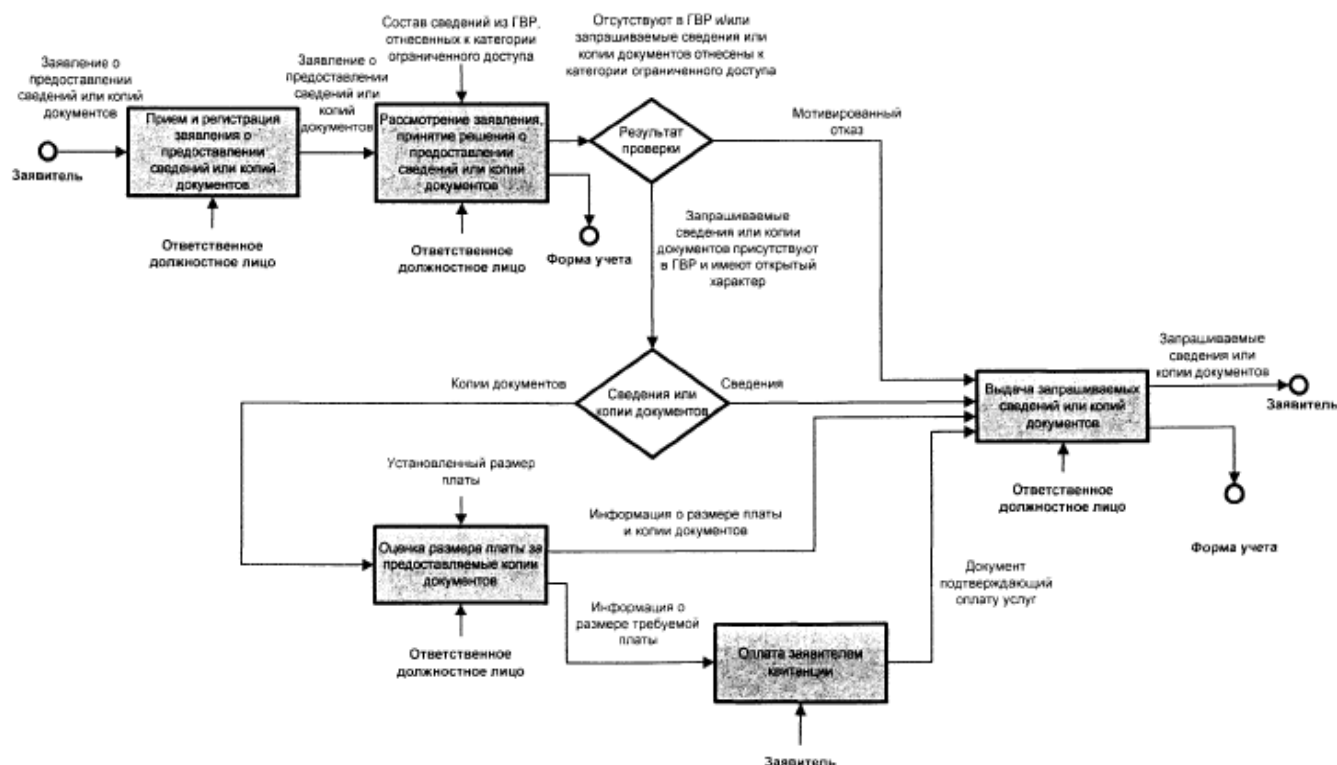 Заявление о
предоставлении
сведений или копий
документов
Заявитель
Прием и регистрация
заявления о
предоставлении
сведений или копий
документов
Ответственное
должностное лицо
Заявление о
предоставлении
сведений или
копий
документов
Состав сведений из ГВР,
отнесенных к категории
ограниченного доступа
Рассмотрение заявления,
принятие решения о
предоставлении
сведений или копий
документов
Ответственное
должностное лицо
Форма учета
Отсутствуют в ГВР и/или
запрашиваемые сведения или
копии документов отнесены к
категории ограниченного доступа
Результат
проверки
Мотивированный
отказ
Запрашиваемые
сведения или копии
документов присутствуют
в ГВР и имеют открытый
характер
Копии документов
Сведения или
копии документов
Сведения
Выдача запрашиваемых
сведений или копий
документов
Ответственное
должностное лицо
Запрашиваемые
сведения или
копии документов
Заявитель
Форма учета
Установленный размер
платы
Оценка размера платы за
предоставляемые копии
документов
Ответственное
должностное лицо
Информация о размере платы
и копии документов
Информация о
размере требуемой
платы
Оплата заявителем
квитанции
Заявитель
Документ
подтверждающий
оплату услуг